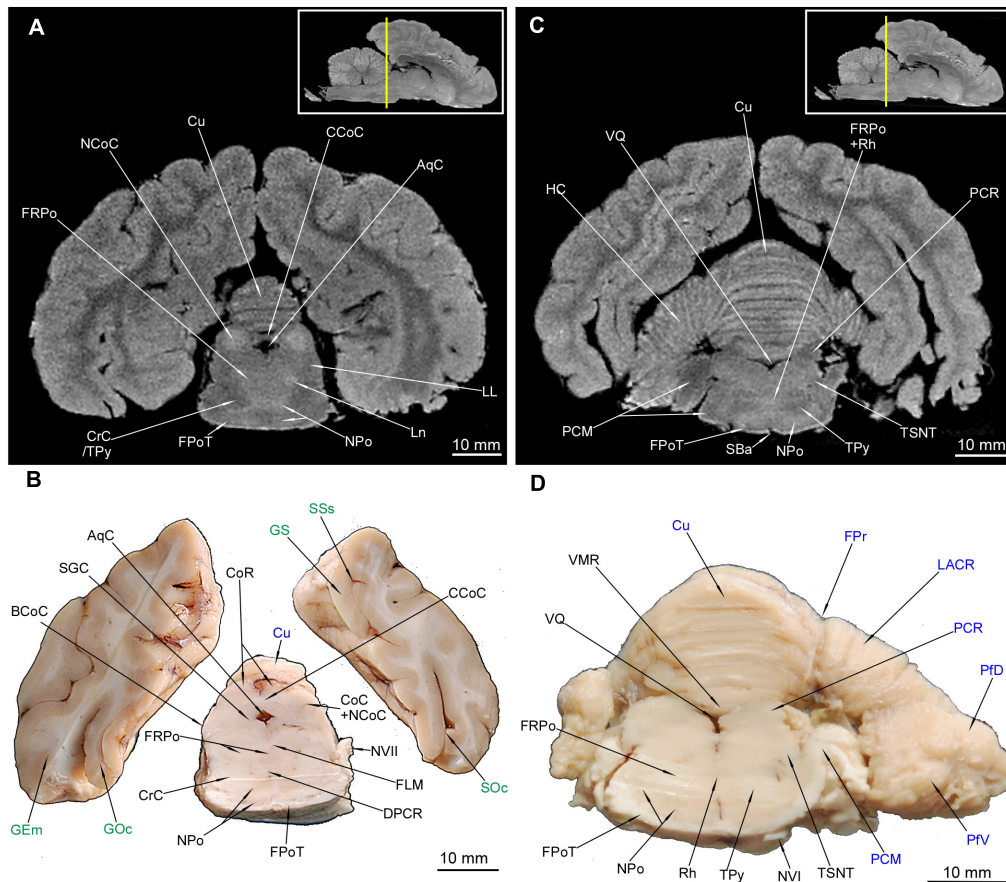 A
Cu
CCoC
NCoC
AqC
FRPo
LL
CrC
/TPy
FPoT
NPo
Ln
10 mm
C
Cu
FRPo
+Rh
VQ
PCR
HC
PCM
FPoT
SBa
NPo
TPy
TSNT
10 mm
B
SSs
GS
AqC
CoR
SGC
CCoC
BCoC
Cu
CoC
+NCoC
FRPo
NVII
FLM
CrC
SOc
DPCR
GEm
GOc
NPo
FPoT
10 mm
D
Cu
FPr
VMR
LACR
VQ
PCR
PfD
FRPo
FPoT
NPo
Rh
TPy
NVI
TSNT
PCM
PfV
10 mm